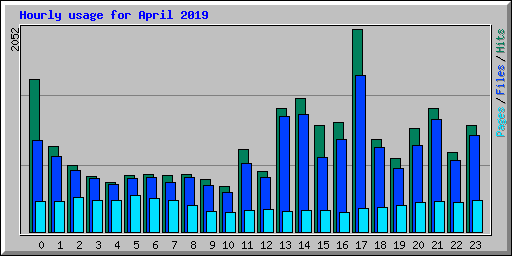 Hourly usage for April 2019
2052
Pages / Files / Hits
0 1 2 3 4 5 6 7 8 9 10 11 12 13 14 15 16 17 18 19 20 21 22 23